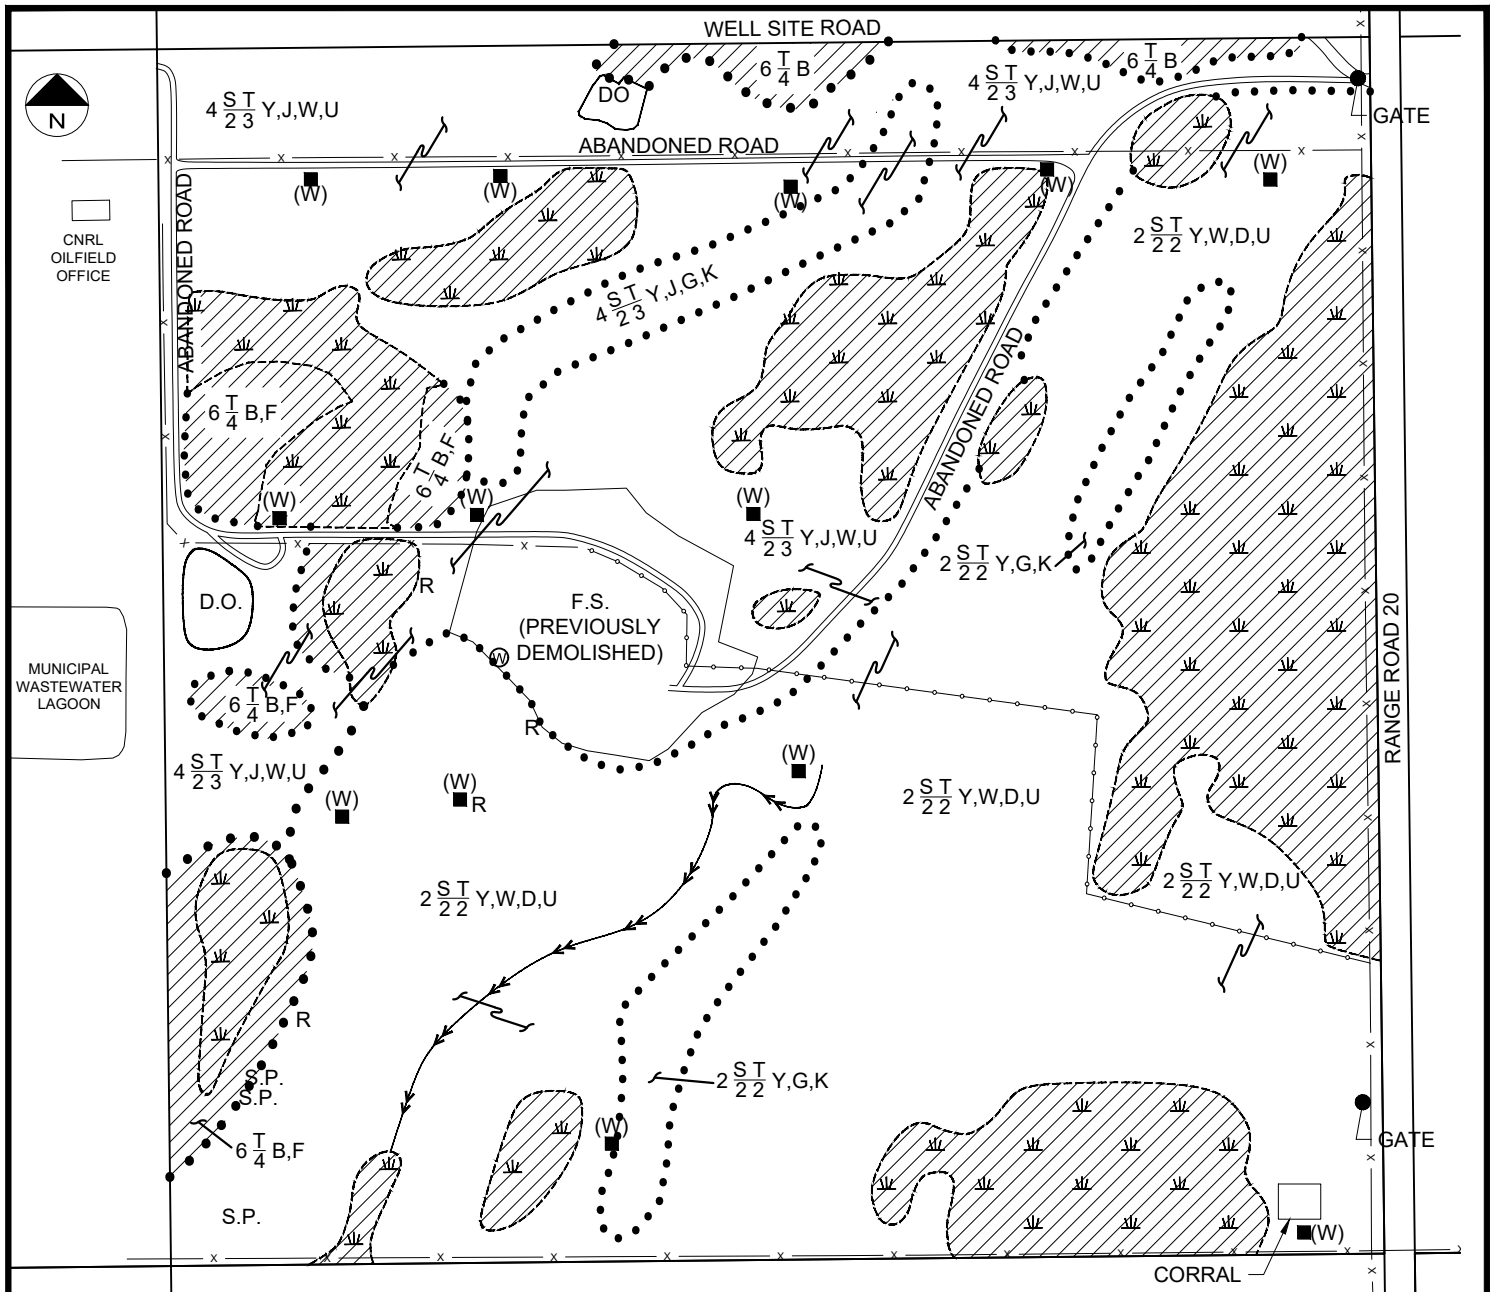 WELL SITE ROAD
6 T/4 B
6 T/4 B
4 S T/2 3 Y,J,W,U
DO
4 S T/2 3 Y,J,W,U
N
GATE
ABANDONED ROAD
(W)
(W)
(W)
(W)
(W)
ABANDONED ROAD
CNRL
OILFIELD
OFFICE
2 S T/2 2 Y,W,D,U
4 S T/2 3 Y,J,G,K
6 T/4 B,F
6 T/4 B,F
ABANDONED ROAD
(W)
(W)
(W)
4 S T/2 3 Y,J,W,U
2 S T/2 2 Y,G,K
R
D.O.
F.S.
(PREVIOUSLY
DEMOLISHED)
W
RANGE ROAD 20
MUNICIPAL
WASTEWATER
LAGOON
6 T/4 B,F
R
4 S T/2 3 Y,J,W,U
(W)
(W)
R
(W)
2 S T/2 2 Y,W,D,U
2 S T/2 2 Y,W,D,U
2 S T/2 2 Y,W,D,U
R
S.P.
S.P.
2 S T/2 2 Y,G,K
6 T/4 B,F
(W)
GATE
S.P.
(W)
CORRAL